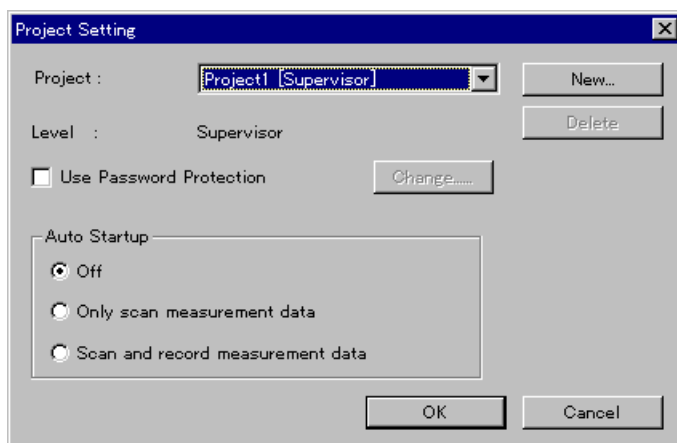 Project Setting
Project : Project1 [Supervisor] New...
Level : Supervisor Delete
Use Password Protection Change......
Auto Startup
Off
Only scan measurement data
Scan and record measurement data
OK Cancel